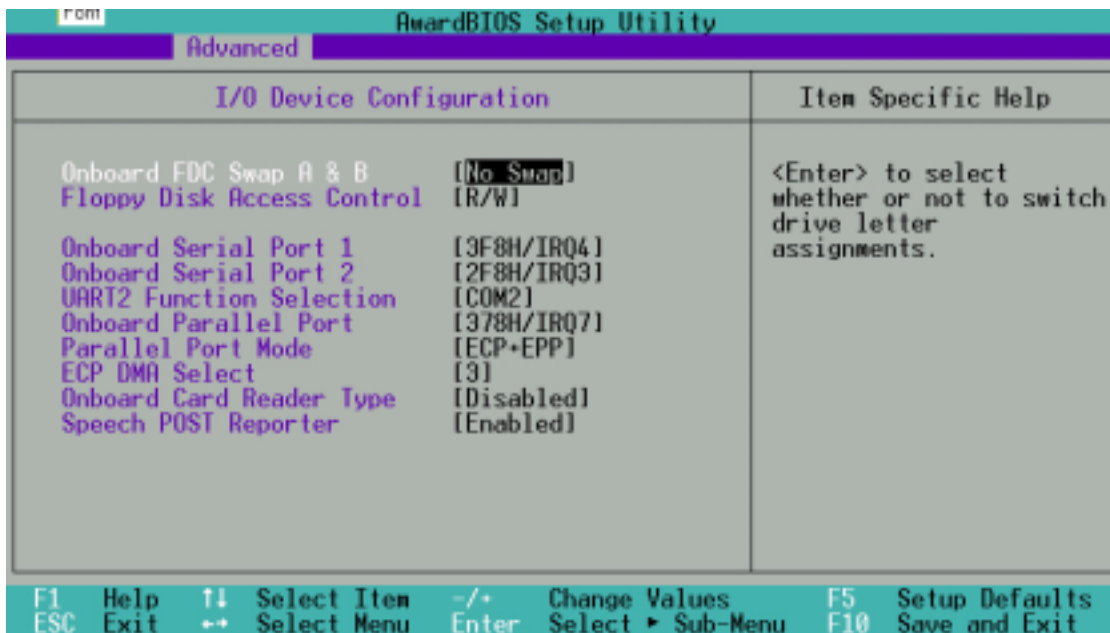 Font
AwardBIOS Setup Utility
Advanced
I/O Device Configuration
Item Specific Help
Onboard FDC Swap A & B [No Swap]
Floppy Disk Access Control [R/W]
Onboard Serial Port 1 [3F8H/IRQ4]
Onboard Serial Port 2 [2F8H/IRQ3]
UART2 Function Selection [COM2]
Onboard Parallel Port [378H/IRQ7]
Parallel Port Mode [ECP+EPP]
ECP DMA Select [3]
Onboard Card Reader Type [Disabled]
Speech POST Reporter [Enabled]
<Enter> to select
whether or not to switch
drive letter
assignments.
F1 Help ↑↓ Select Item -/+ Change Values F5 Setup Defaults
ESC Exit ←→ Select Menu Enter Select ► Sub-Menu F10 Save and Exit